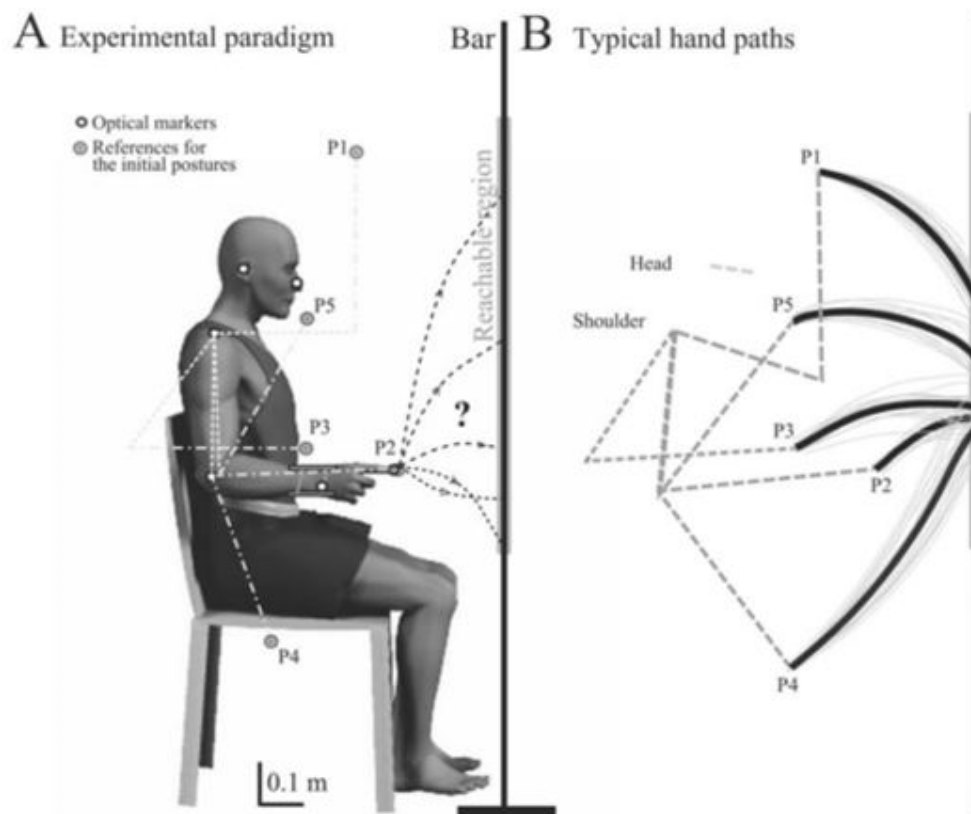 A Experimental paradigm
Bar
B Typical hand paths
Optical markers
References for
the initial postures
P1
P5
P3
P2
P4
?
Reachable region
0.1 m
P1
Head
P5
Shoulder
P3
P2
P4